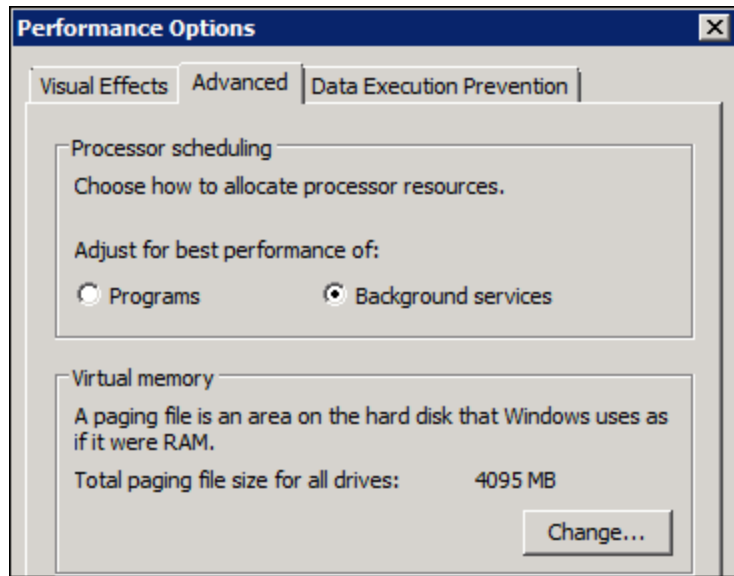 Performance Options
Visual Effects Advanced Data Execution Prevention
Processor scheduling
Choose how to allocate processor resources.
Adjust for best performance of:
Programs Background services
Virtual memory
A paging file is an area on the hard disk that Windows uses as
if it were RAM.
Total paging file size for all drives: 4095 MB
Change...